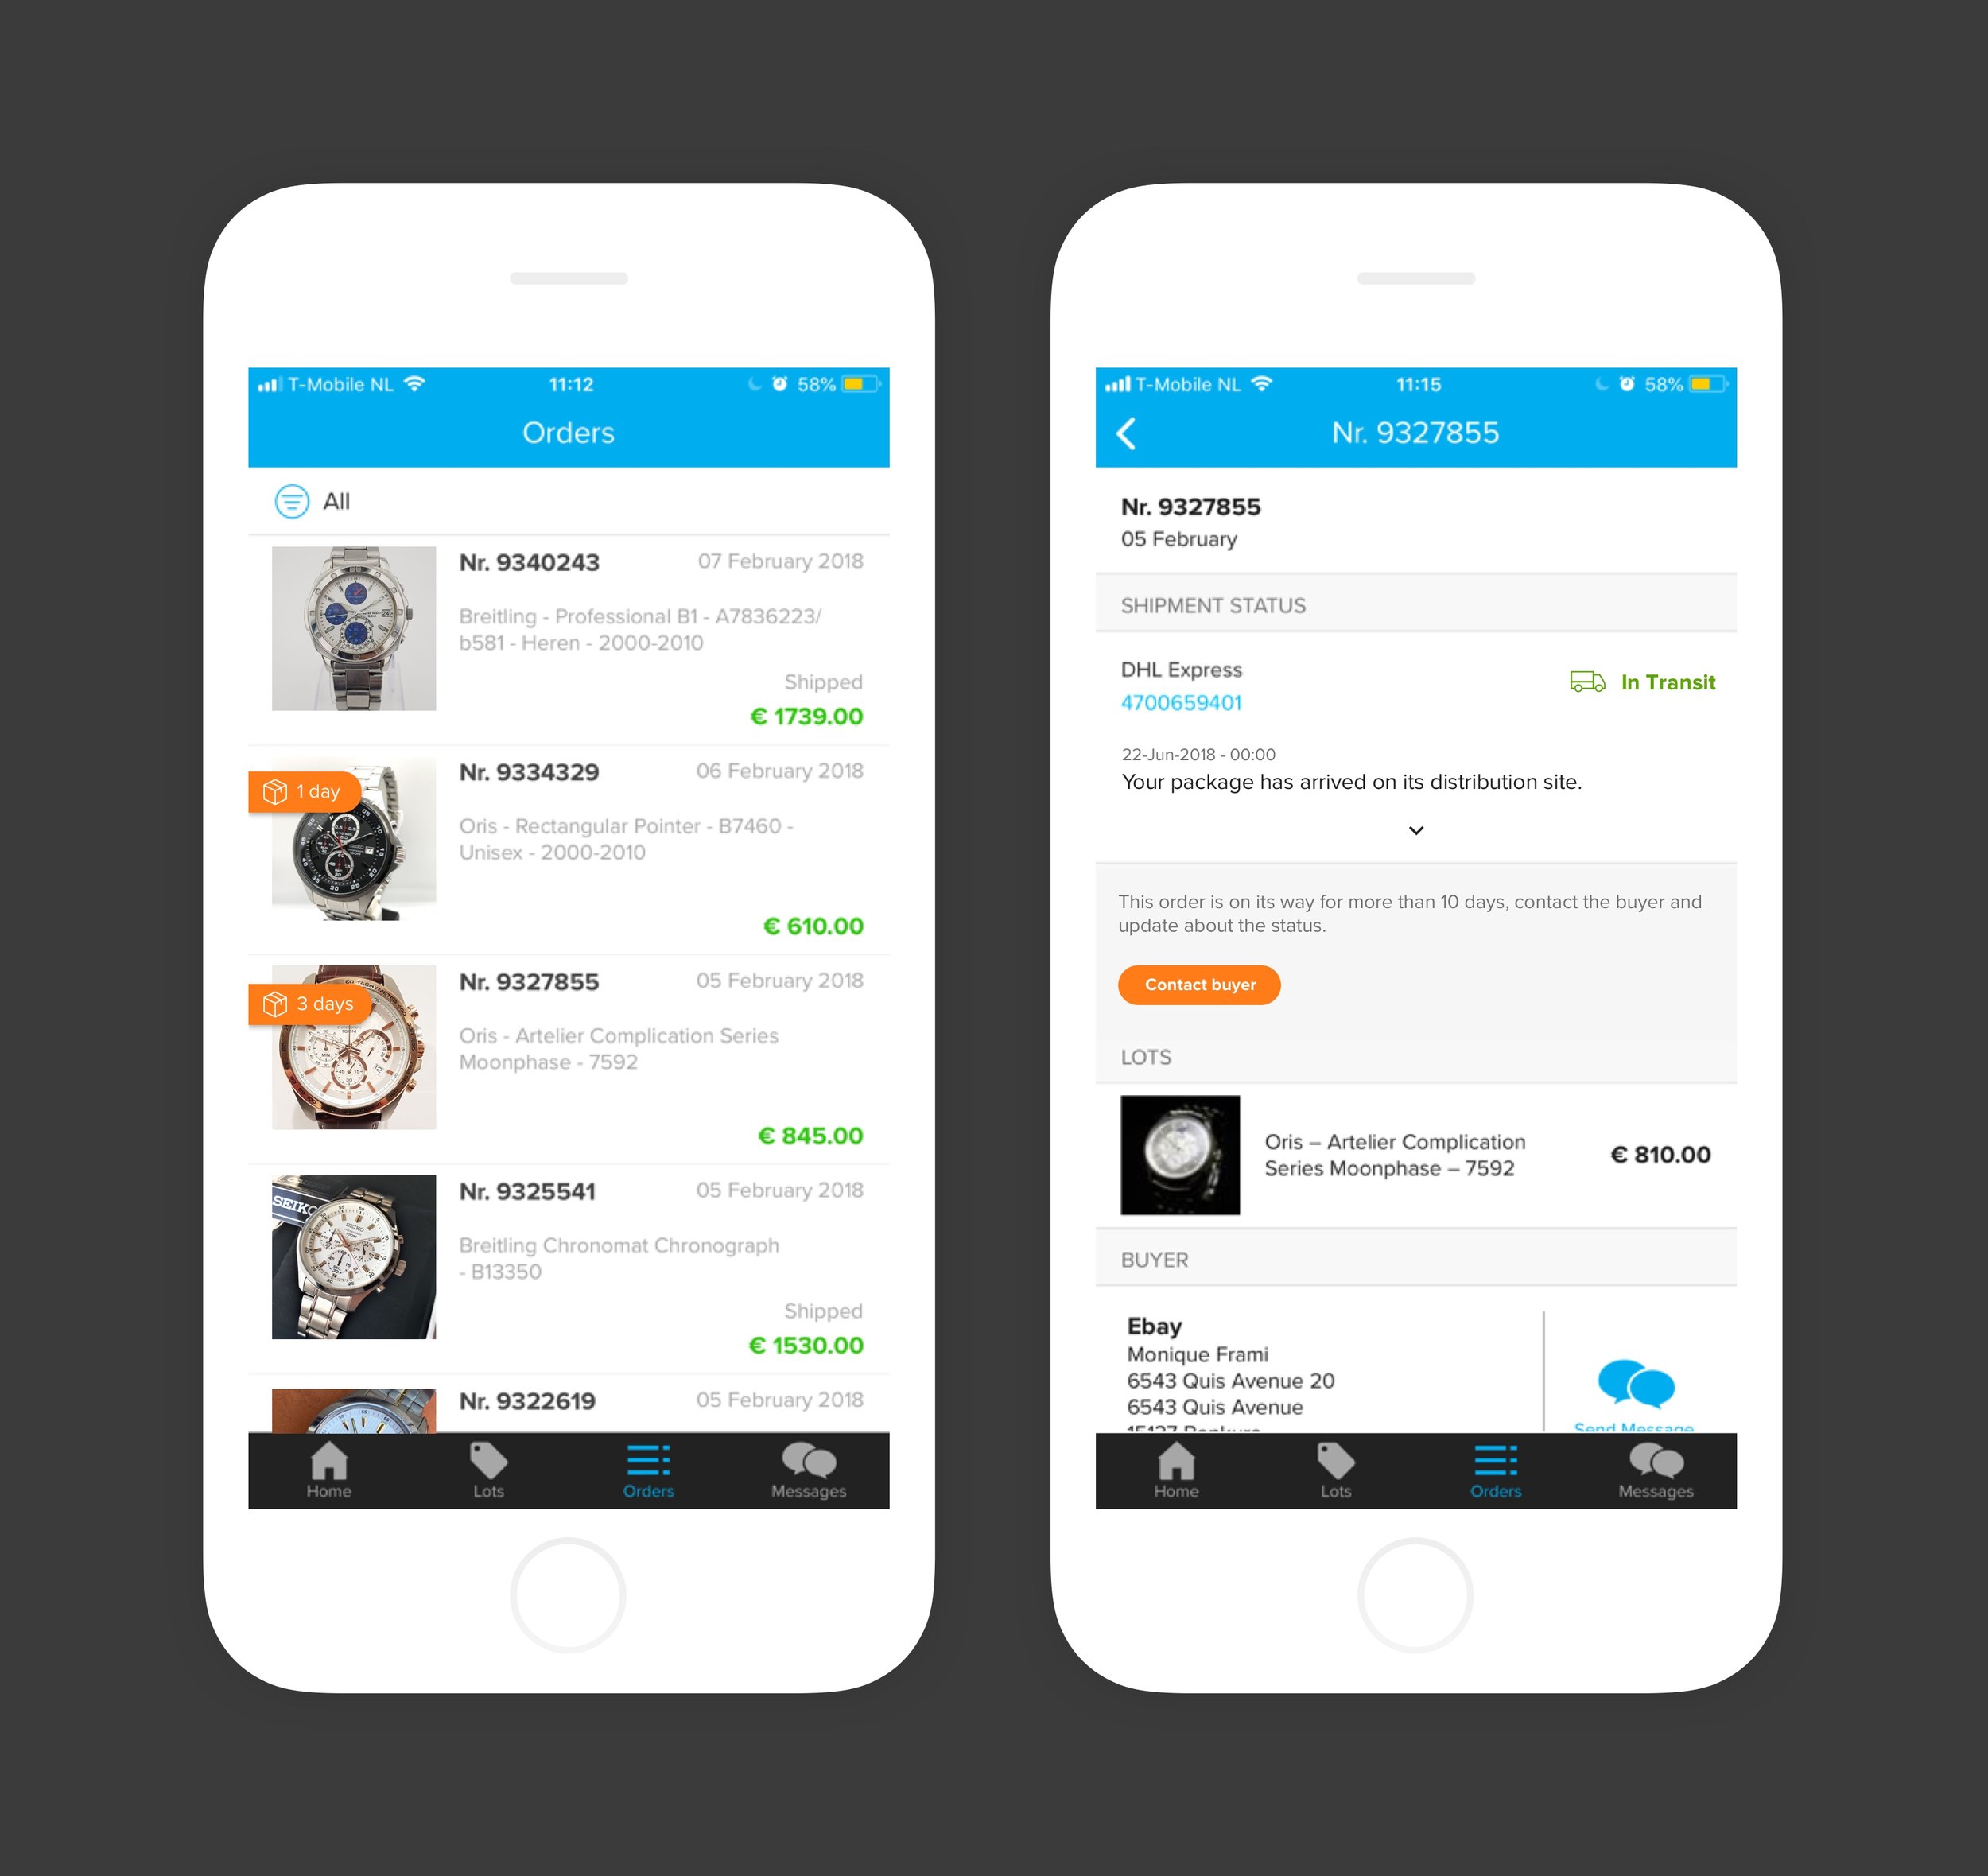 T-Mobile NL 11:12 58%
Orders
All
Nr. 9340243 07 February 2018
Breitling - Professional B1 - A7836223/
b581 - Heren - 2000-2010
Shipped
€ 1739.00
1 day
Nr. 9334329 06 February 2018
Oris - Rectangular Pointer - B7460 -
Unisex - 2000-2010
€ 610.00
3 days
Nr. 9327855 05 February 2018
Oris - Artelier Complication Series
Moonphase - 7592
€ 845.00
SEIKO
Nr. 9325541 05 February 2018
Breitling Chronomat Chronograph
- B13350
Shipped
€ 1530.00
Nr. 9322619 05 February 2018
Home Lots Orders Messages
T-Mobile NL 11:15 58%
Nr. 9327855
Nr. 9327855
05 February
SHIPMENT STATUS
DHL Express
In Transit
4700659401
22-Jun-2018 - 00:00
Your package has arrived on its distribution site.
This order is on its way for more than 10 days, contact the buyer and
update about the status.
Contact buyer
LOTS
Oris – Artelier Complication
Series Moonphase – 7592
€ 810.00
BUYER
Ebay
Monique Frami
6543 Quis Avenue 20
6543 Quis Avenue
Send Message
Home Lots Orders Messages